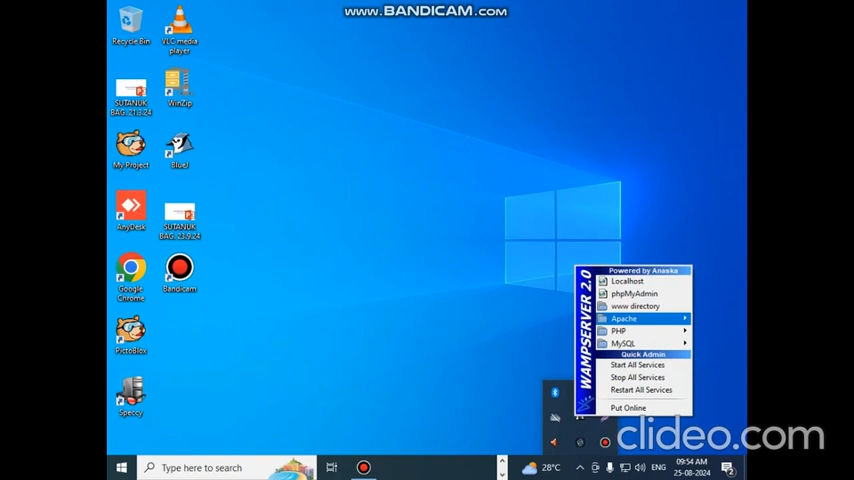 www.BANDICAM.com
Recycle Bin
VLC media
player
SUTANUK
BAG. 21.3.24
WinZip
My Project
BlueJ
AnyDesk
SUTANUK
BAG. 23.9.24
Google
Chrome
Bandicam
PictoBlox
Speccy
WAMPSERVER 2.0
Powered by Anaska
Localhost
phpMyAdmin
www directory
Apache
PHP
MySQL
Quick Admin
Start All Services
Stop All Services
Restart All Services
Put Online
clideo.com
Type here to search
28°C
ENG
09:54 AM
25-08-2024
2